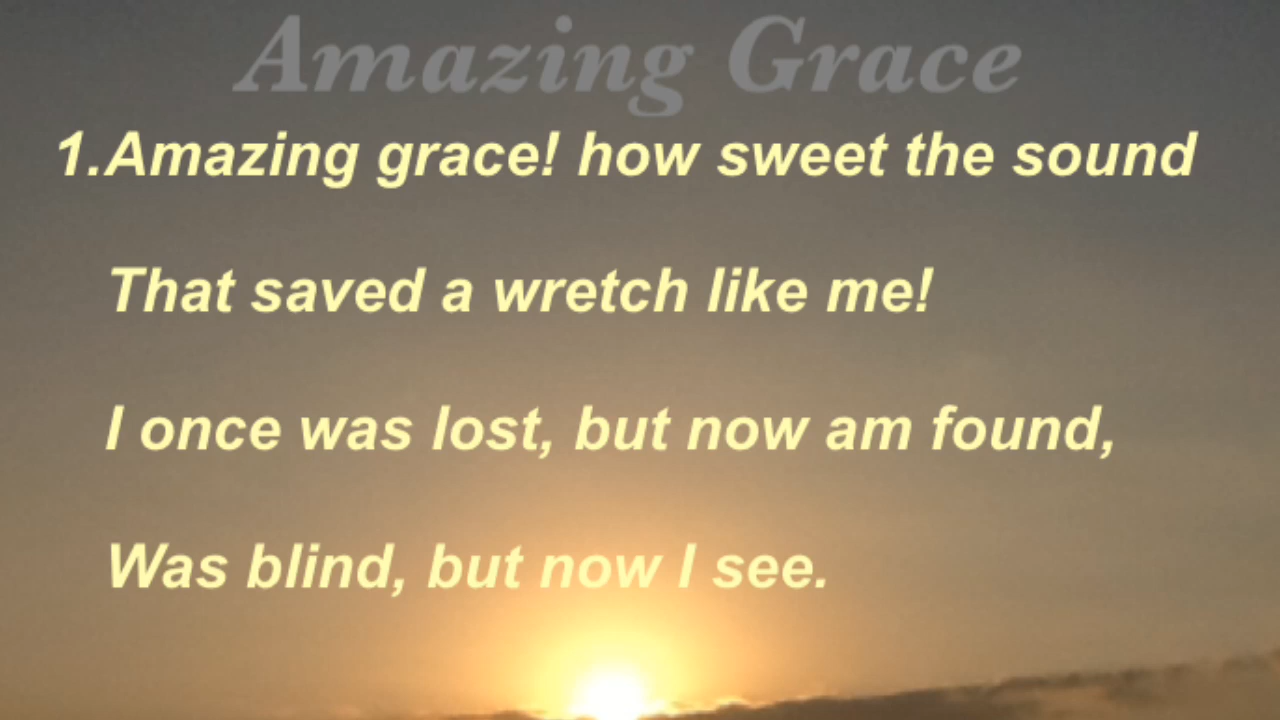 Amazing Grace
1.Amazing grace! how sweet the sound
That saved a wretch like me!
I once was lost, but now am found,
Was blind, but now I see.